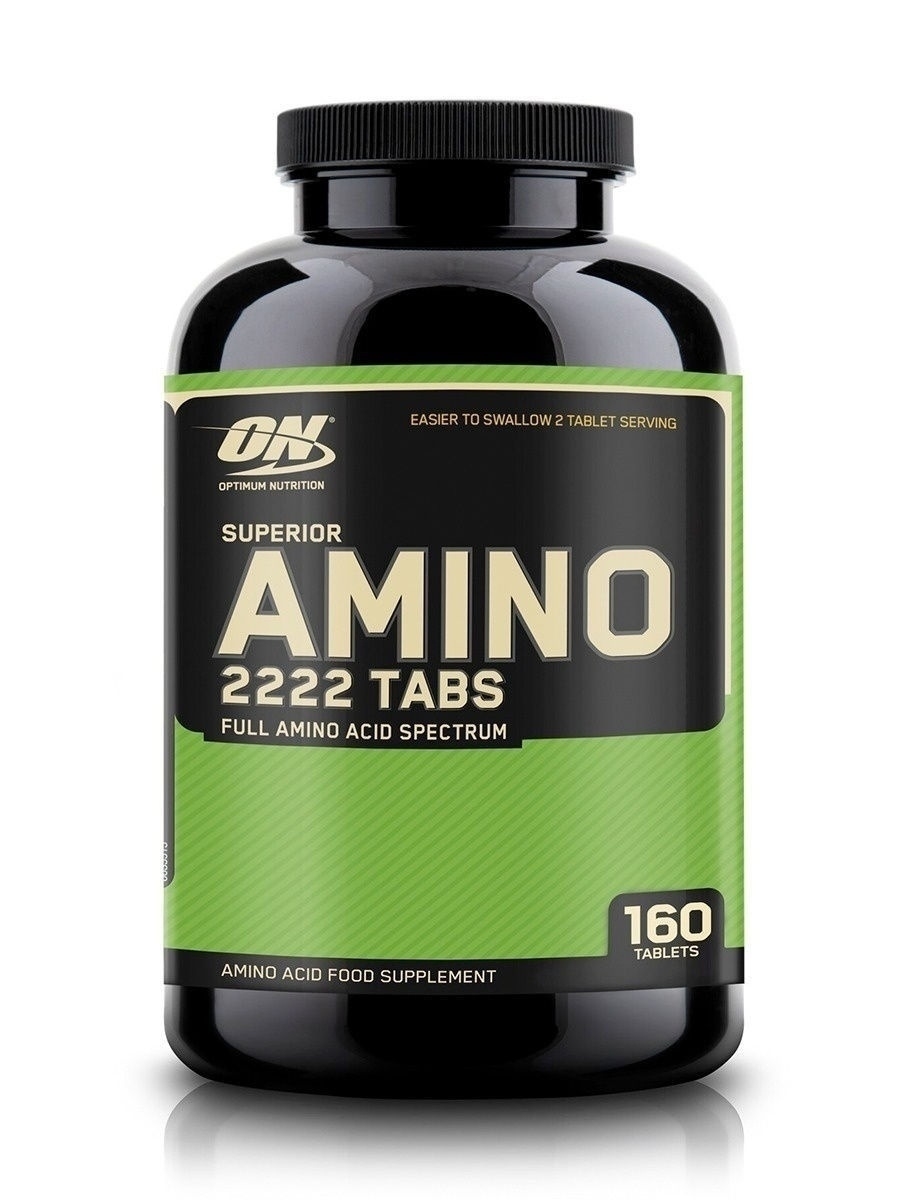 EASIER TO SWALLOW 2 TABLET SERVING
ON®
OPTIMUM NUTRITION
SUPERIOR
AMINO
2222 TABS
FULL AMINO ACID SPECTRUM
160
TABLETS
AMINO ACID FOOD SUPPLEMENT